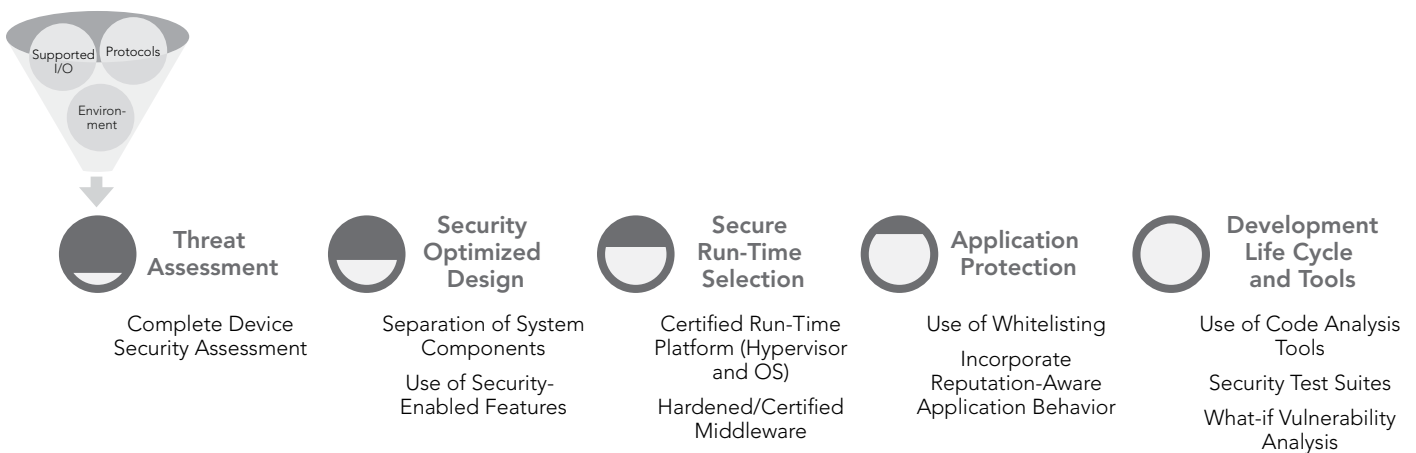 Supported
I/O
Protocols
Environ-
ment
Threat
Assessment
Complete Device
Security Assessment
Security
Optimized
Design
Separation of System
Components
Use of Security-
Enabled Features
Secure
Run-Time
Selection
Certified Run-Time
Platform (Hypervisor
and OS)
Hardened/Certified
Middleware
Application
Protection
Use of Whitelisting
Incorporate
Reputation-Aware
Application Behavior
Development
Life Cycle
and Tools
Use of Code Analysis
Tools
Security Test Suites
What-if Vulnerability
Analysis